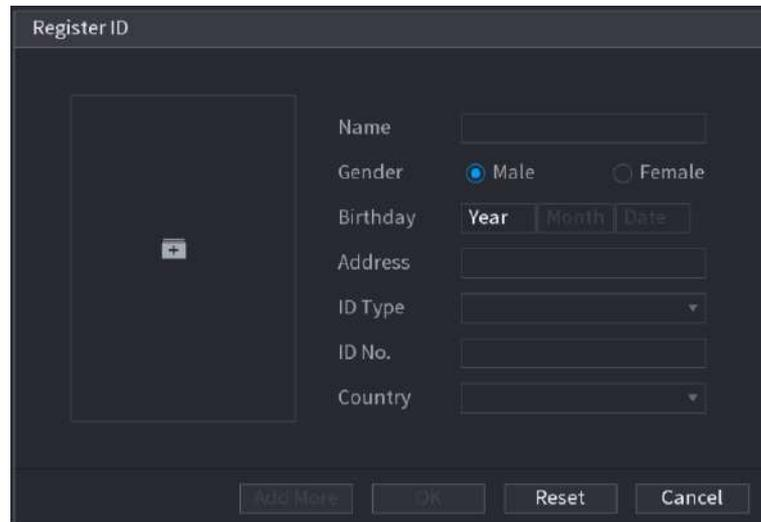 Register ID
Name
Gender Male Female
Birthday Year Month Date
Address
ID Type
ID No.
Country
Add More OK Reset Cancel